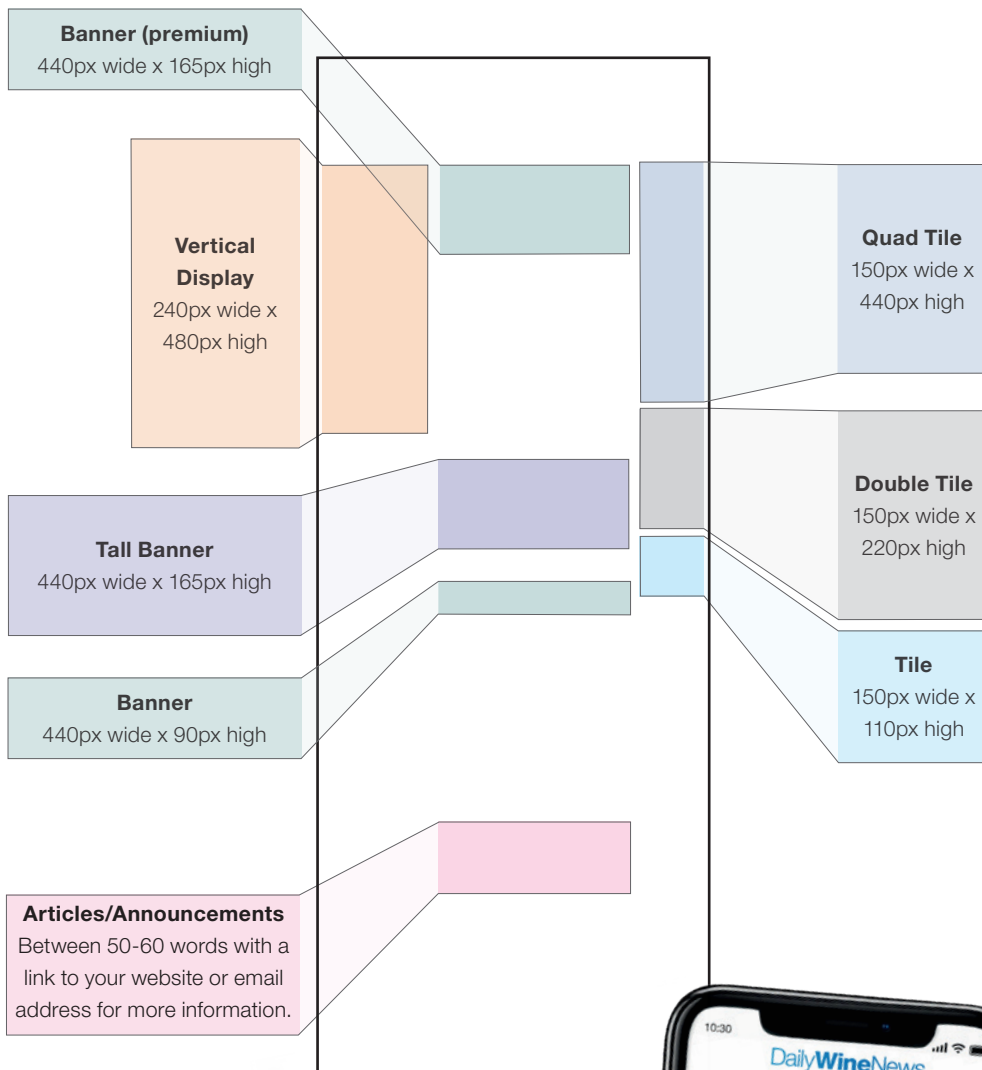 Banner (premium)
440px wide x 165px high
Vertical
Display
240px wide x
480px high
Quad Tile
150px wide x
440px high
Double Tile
150px wide x
220px high
Tall Banner
440px wide x 165px high
Tile
150px wide x
110px high
Banner
440px wide x 90px high
Articles/Announcements
Between 50-60 words with a
link to your website or email
address for more information.
10:30
DailyWineNews